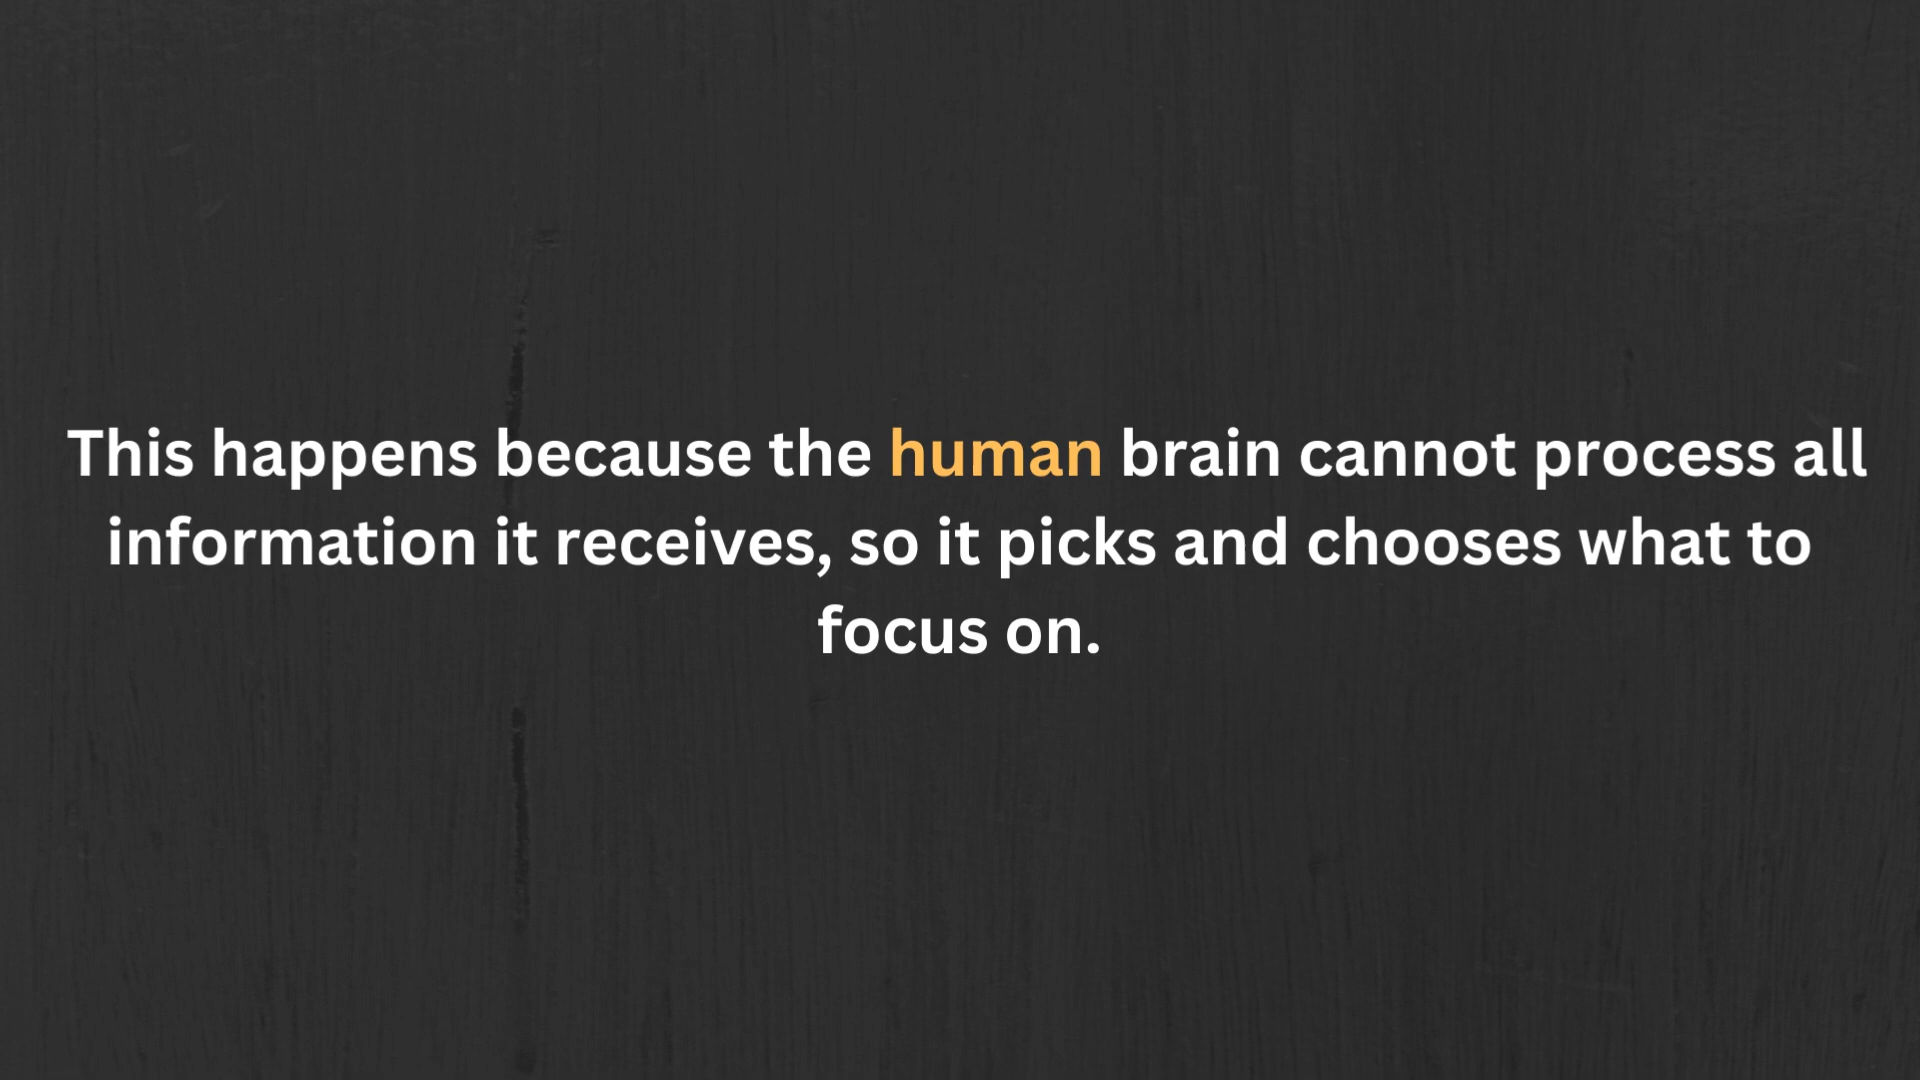 This happens because the human brain cannot process all
information it receives, so it picks and chooses what to
focus on.